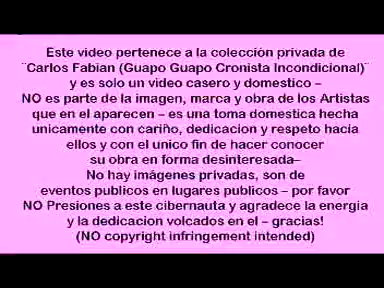 Este video pertenece a la colección privada de
¨Carlos Fabian (Guapo Guapo Cronista Incondicional)¨
y es solo un video casero y domestico –
NO es parte de la imagen, marca y obra de los Artistas
que en el aparecen – es una toma domestica hecha
unicamente con cariño, dedicacion y respeto hacia
ellos y con el unico fin de hacer conocer
su obra en forma desinteresada–
No hay imágenes privadas, son de
eventos publicos en lugares publicos – por favor
NO Presiones a este cibernauta y agradece la energia
y la dedicacion volcados en el – gracias!
(NO copyright infringement intended)